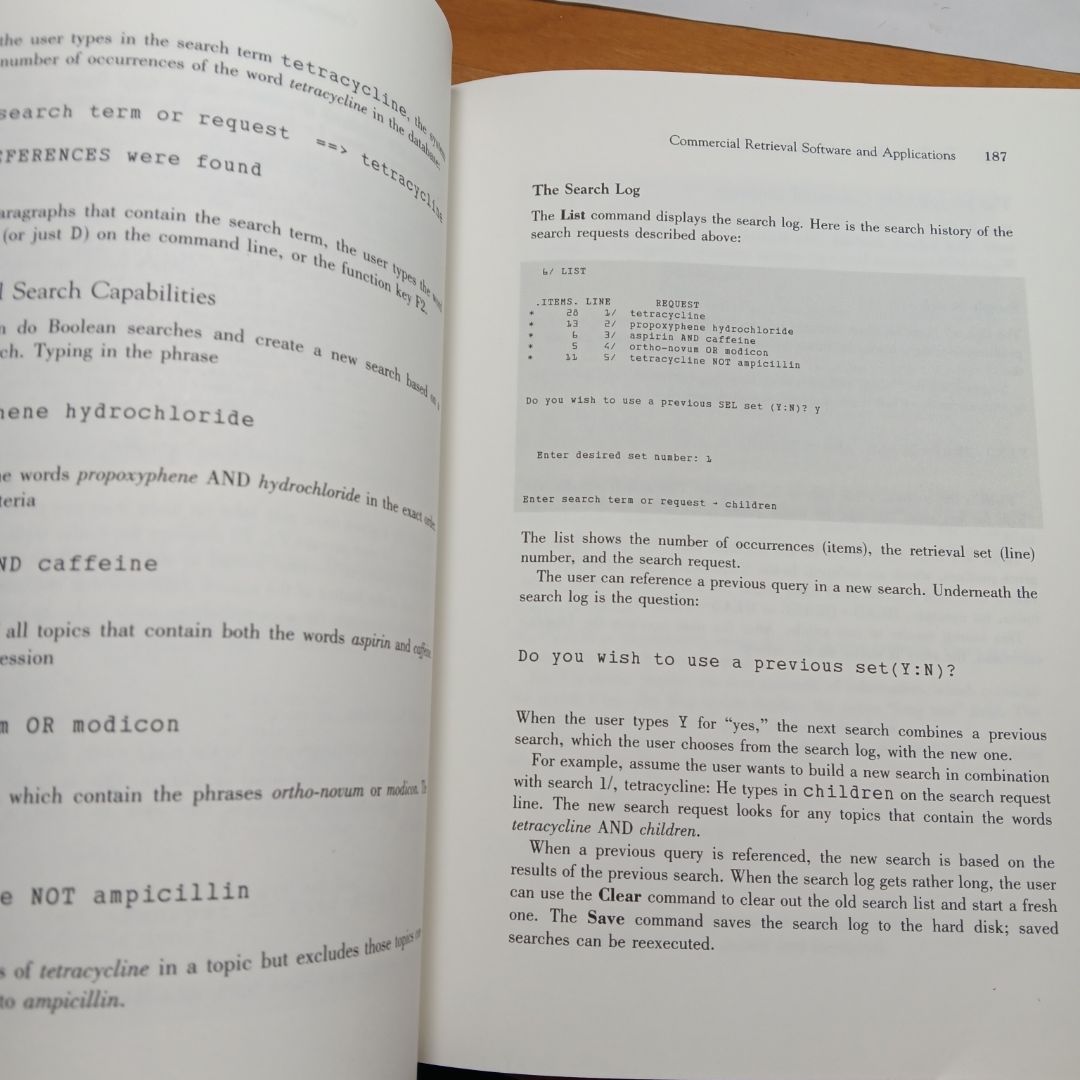 the user types in the search term tetracycline, the system
number of occurrences of the word tetracycline in the database.
search term or request ==> tetracycline
FERENCES were found
aragraphs that contain the search term, the user types the word
(or just D) on the command line, or the function key F2.
Search Capabilities
do Boolean searches and create a new search based on a
ch. Typing in the phrase
hene hydrochloride
e words propoxyphene AND hydrochloride in the exact order
teria
ND caffeine
all topics that contain both the words aspirin and caffeine
ession
m OR modicon
which contain the phrases ortho-novum or modicon.
e NOT ampicillin
s of tetracycline in a topic but excludes those topics
to ampicillin.
Commercial Retrieval Software and Applications 187
The Search Log
The List command displays the search log. Here is the search history of the
search requests described above:
6/ LIST
.ITEMS. LINE REQUEST
* 28 1/ tetracycline
* 13 2/ propoxyphene hydrochloride
* 6 3/ aspirin AND caffeine
* 5 4/ ortho-novum OR modicon
* 11 5/ tetracycline NOT ampicillin
Do you wish to use a previous SEL set (Y:N)? y
Enter desired set number: 1
Enter search term or request - children
The list shows the number of occurrences (items), the retrieval set (line)
number, and the search request.
The user can reference a previous query in a new search. Underneath the
search log is the question:
Do you wish to use a previous set(Y:N)?
When the user types Y for “yes,” the next search combines a previous
search, which the user chooses from the search log, with the new one.
For example, assume the user wants to build a new search in combination
with search 1/, tetracycline: He types in children on the search request
line. The new search request looks for any topics that contain the words
tetracycline AND children.
When a previous query is referenced, the new search is based on the
results of the previous search. When the search log gets rather long, the user
can use the Clear command to clear out the old search list and start a fresh
one. The Save command saves the search log to the hard disk; saved
searches can be reexecuted.